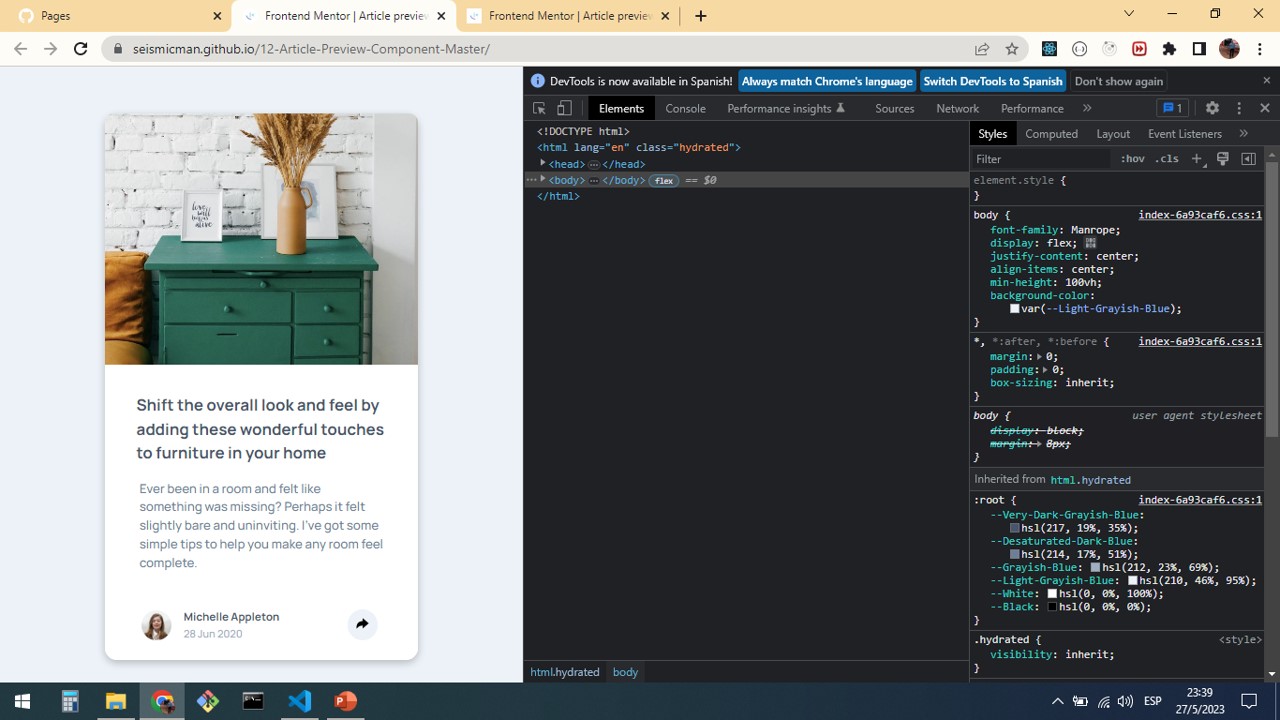 Pages
Frontend Mentor | Article preview
Frontend Mentor | Article preview
seismicman.github.io/12-Article-Preview-Component-Master/
DevTools is now available in Spanish! Always match Chrome's language Switch DevTools to Spanish Don't show again
Elements Console Performance insights Sources Network Performance » 1
<!DOCTYPE html>
<html lang="en" class="hydrated">
<head> … </head>
… <body> … </body> flex == $0
</html>
Styles Computed Layout Event Listeners »
Filter :hov .cls +
element.style {
}
body { index-6a93caf6.css:1
font-family: Manrope;
display: flex;
justify-content: center;
align-items: center;
min-height: 100vh;
background-color:
var(--Light-Grayish-Blue);
}
*, *:after, *:before { index-6a93caf6.css:1
margin: 0;
padding: 0;
box-sizing: inherit;
}
body { user agent stylesheet
display: block;
margin: 8px;
}
Inherited from html.hydrated
:root { index-6a93caf6.css:1
--Very-Dark-Grayish-Blue:
hsl(217, 19%, 35%);
--Desaturated-Dark-Blue:
hsl(214, 17%, 51%);
--Grayish-Blue: hsl(212, 23%, 69%);
--Light-Grayish-Blue: hsl(210, 46%, 95%);
--White: hsl(0, 0%, 100%);
--Black: hsl(0, 0%, 0%);
}
.hydrated { <style>
visibility: inherit;
}
html.hydrated body
love
alive
Shift the overall look and feel by
adding these wonderful touches
to furniture in your home
Ever been in a room and felt like
something was missing? Perhaps it felt
slightly bare and uninviting. I've got some
simple tips to help you make any room feel
complete.
Michelle Appleton
28 Jun 2020
ESP
23:39
27/5/2023